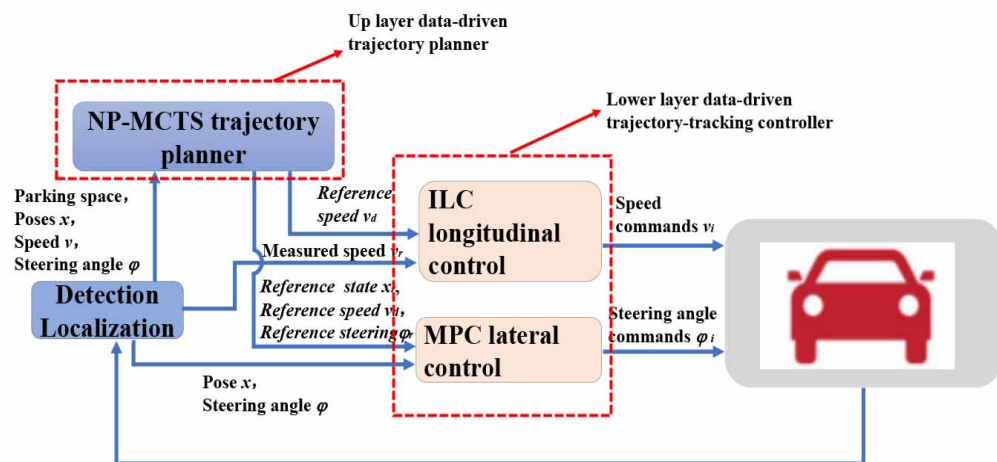 Up layer data-driven
trajectory planner
NP-MCTS trajectory
planner
Lower layer data-driven
trajectory-tracking controller
Parking space,
Poses x,
Speed v,
Steering angle φ
Reference
speed vd
ILC
longitudinal
control
Speed
commands vi
Measured speed vr
Detection
Localization
Reference state x,
Reference speed vd,
Reference steering φr
MPC lateral
control
Steering angle
commands φi
Pose x,
Steering angle φ